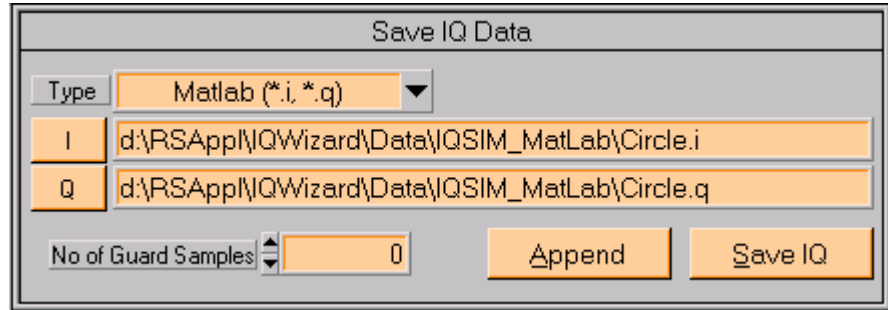 Save IQ Data
Type Matlab (*.i, *.q)
I d:\RSAppl\IQWizard\Data\IQSIM_MatLab\Circle.i
Q d:\RSAppl\IQWizard\Data\IQSIM_MatLab\Circle.q
No of Guard Samples 0 Append Save IQ